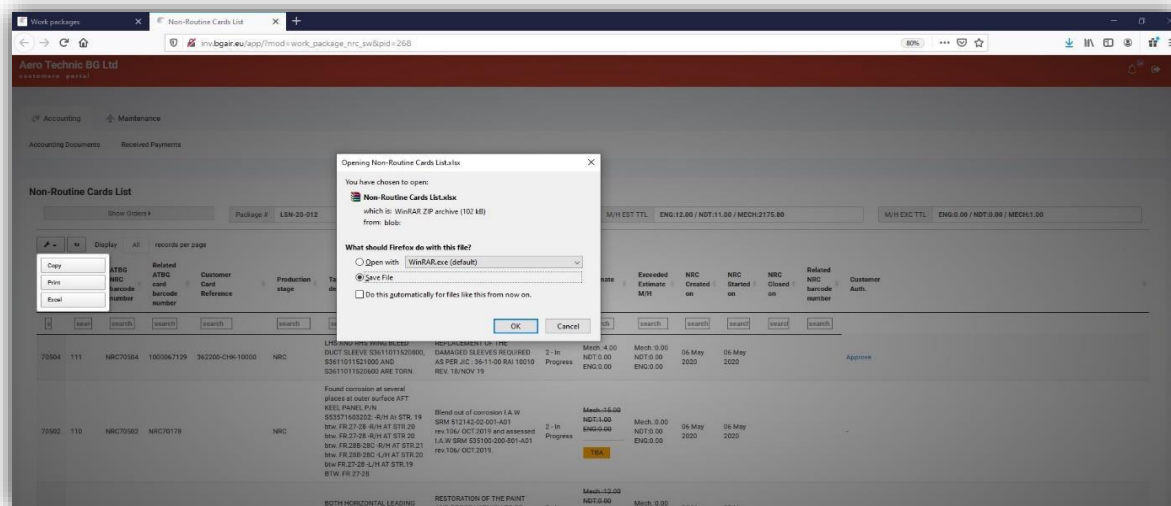 Work packages
Non-Routine Cards List
inv.bgair.eu/app/?mod=work_package_nrc_sw&ipid=268
80%
Aero Technic BG Ltd
customers portal
Accounting
Maintenance
Accounting Documents
Received Payments
Non-Routine Cards List
Show Orders
Package #
LSN-20-012
M/H EST TTL
ENG:12.00 / NDT:11.00 / MECH:2175.80
M/H EXC TTL
ENG:0.00 / NDT:0.00 / MECH:1.00
Display All records per page
Copy
Print
Excel
Opening Non-Routine Cards List.xlsx
You have chosen to open:
Non-Routine Cards List.xlsx
which is: WinRAR ZIP archive (102 kB)
from: blob:
What should Firefox do with this file?
Open with WinRAR.exe (default)
Save File
Do this automatically for files like this from now on.
OK
Cancel
ATBG NRC barcode number
Related ATBG card barcode number
Customer Card Reference
Production stage
Exceeded Estimate M/H
NRC Created on
NRC Started on
NRC Closed on
Related NRC barcode number
Customer Auth.
search
search
search
search
search
search
search
search
search
70504 111 NRC70504 1000067129 362200-CHK-10000 NRC
LHS AND RHS WING BLEED
DUCT SLEEVE S3611011520800,
S3611011521000 AND
S3611011520600 ARE TORN.
REPLACEMENT OF THE
DAMAGED SLEEVES REQUIRED
AS PER JIC : 36-11-00 RAI 10010
REV. 18/NOV 19
2 - In Progress
Mech.:4.00
NDT:0.00
ENG:0.00
Mech.:0.00
NDT:0.00
ENG:0.00
06 May 2020
06 May 2020
Approve
70502 110 NRC70502 NRC70178 NRC
Found corrosion at several
places at outer surface AFT
KEEL PANEL P/N
S53571603202: -R/H AT STR. 19
btw. FR.27-28 -R/H AT STR 20
btw. FR.27-28 -R/H AT STR.20
btw. FR.28B-28C -R/H AT STR.21
btw. FR.28B-28C -L/H AT STR.20
btw FR.27-28 -L/H AT STR.19
BTW. FR 27-28
Blend out of corrosion I.A.W
SRM 512142-02-001-A01
rev.106/ OCT.2019 and assessed
I.A.W SRM 535100-200-801-A01
rev.106/ OCT.2019.
2 - In Progress
Mech.:15.00
NDT:1.00
ENG:0.00
TBA
Mech.:0.00
NDT:0.00
ENG:0.00
06 May 2020
06 May 2020
-
BOTH HORIZONTAL LEADING
RESTORATION OF THE PAINT
Mech.:12.00
NDT:0.00
Mech.:0.00